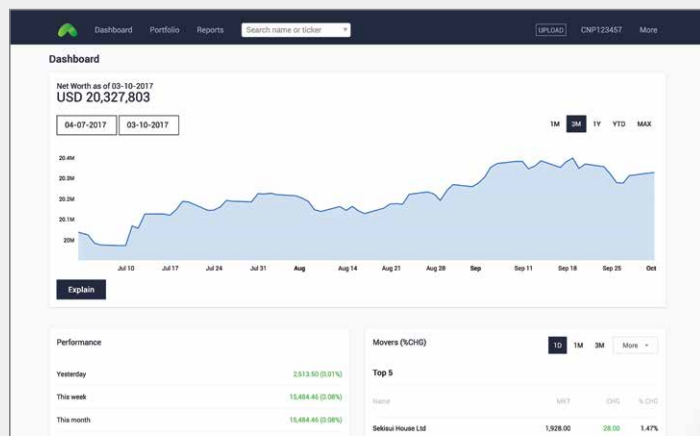 Dashboard Portfolio Reports Search name or ticker UPLOAD CNP123457 More
Dashboard
Net Worth as of 03-10-2017
USD 20,327,803
04-07-2017 03-10-2017 1M 3M 1Y YTD MAX
20.4M
20.3M
20.2M
20.1M
20M
Jul 10 Jul 17 Jul 24 Jul 31 Aug Aug 14 Aug 21 Aug 28 Sep Sep 11 Sep 18 Sep 25 Oct
Explain
Performance
Yesterday 2,513.50 (0.01%)
This week 15,484.46 (0.08%)
This month 15,484.46 (0.08%)
Movers (%CHG) 1D 1M 3M More
Top 5
Name MKT CHG % CHG
Sekisui House Ltd 1,928.00 28.00 1.47%